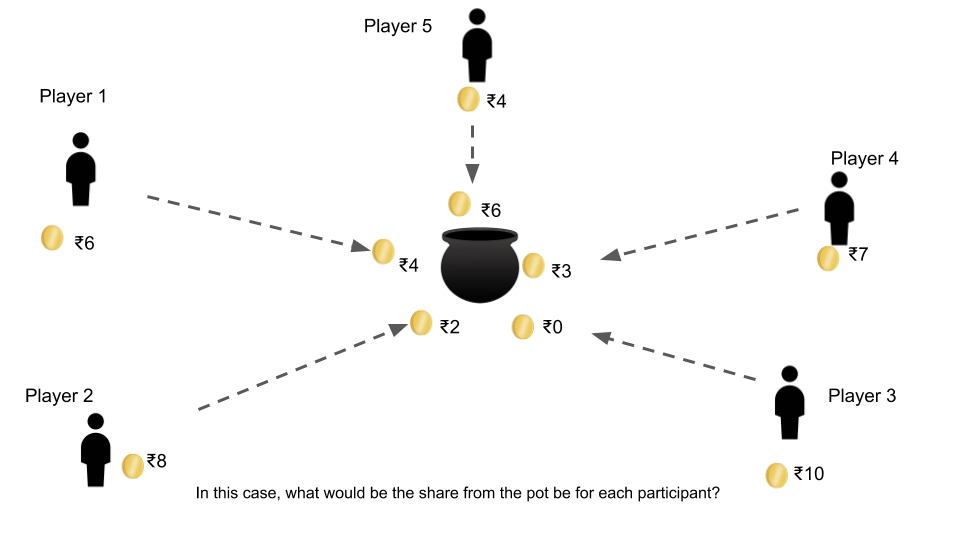 Player 5
₹4
Player 1
₹6
Player 4
₹7
₹6
₹4
₹3
₹2
₹0
Player 2
₹8
Player 3
₹10
In this case, what would be the share from the pot be for each participant?